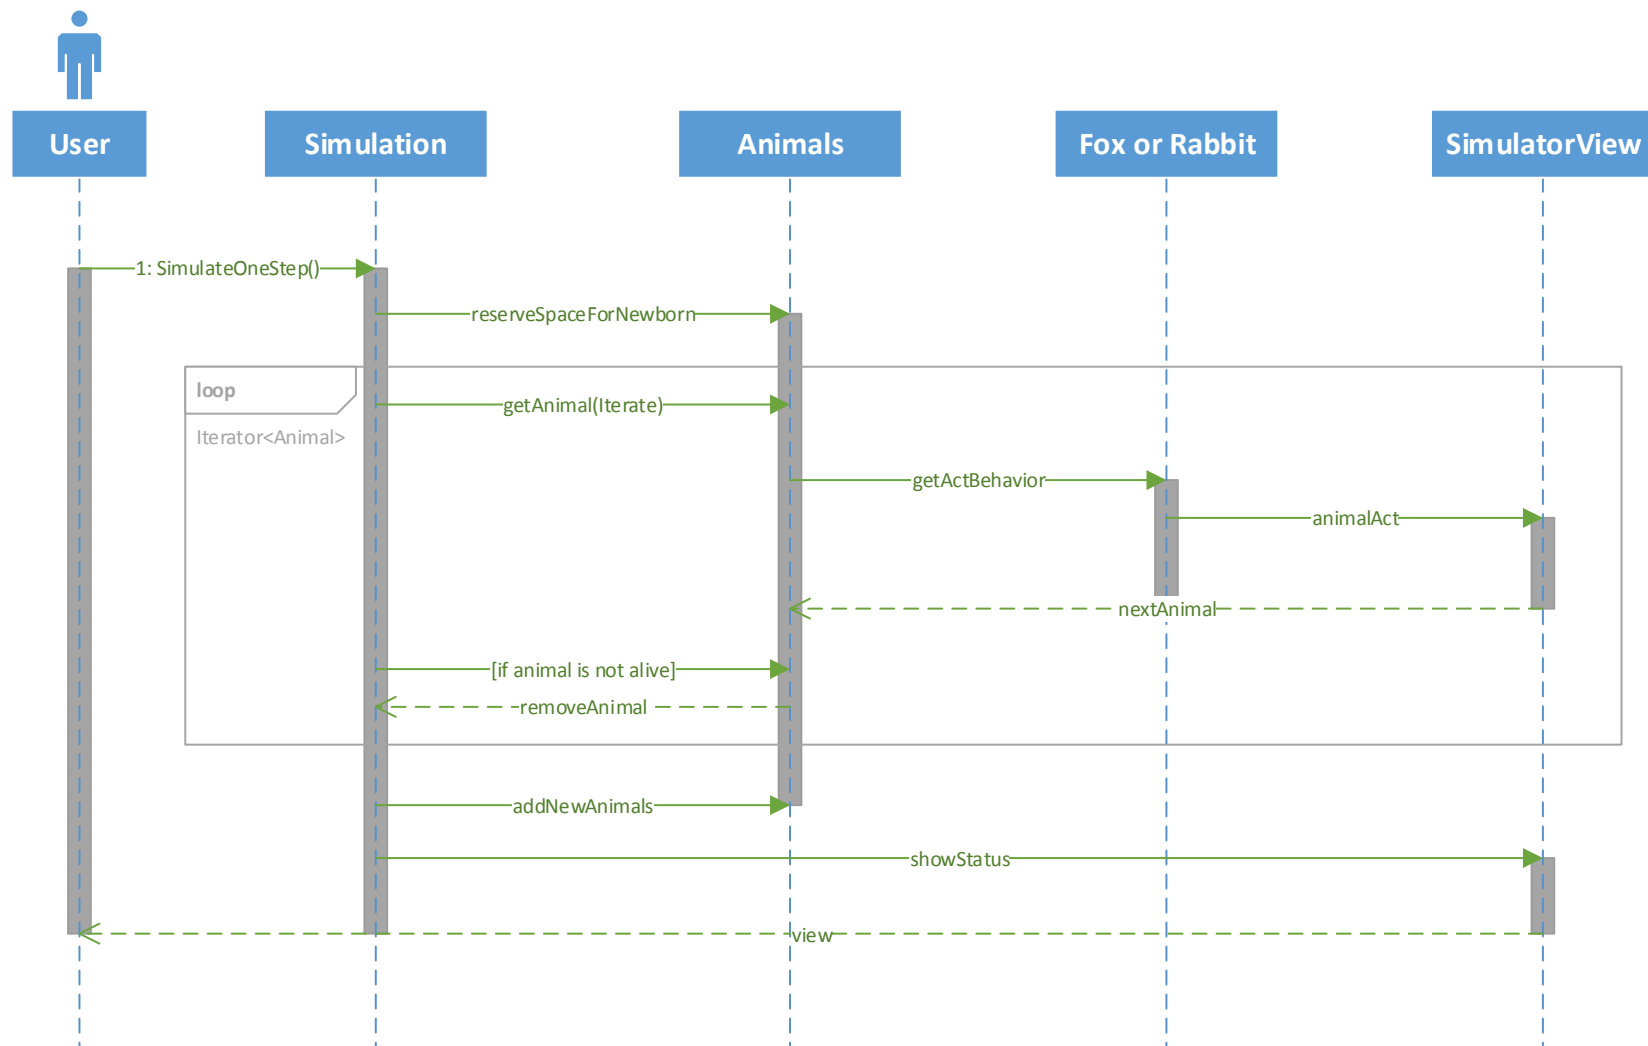 User
Simulation
Animals
Fox or Rabbit
SimulatorView
1: SimulateOneStep()
reserveSpaceForNewborn
loop
getAnimal(Iterate)
Iterator<Animal>
getActBehavior
animalAct
nextAnimal
[if animal is not alive]
removeAnimal
addNewAnimals
showStatus
view